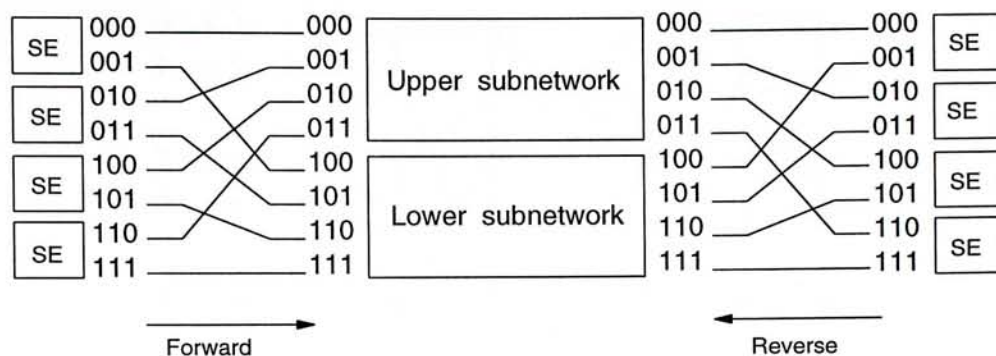 000 000 000 000
SE 001 001 001 001 SE
010 010 Upper subnetwork 010 010
SE 011 011 011 011 SE
100 100 100 100
SE 101 101 101 101 SE
110 110 Lower subnetwork 110 110
SE 111 111 111 111 SE
Forward Reverse